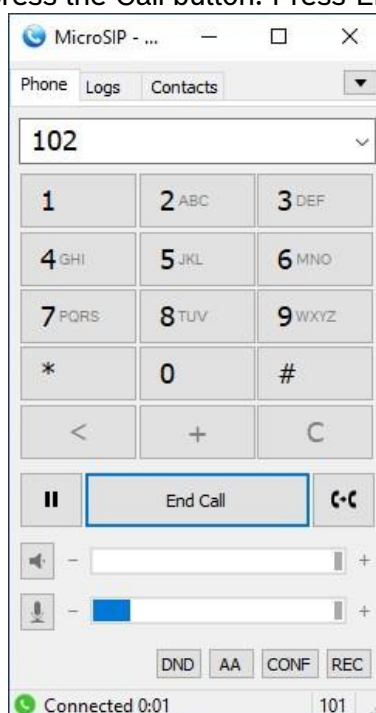 ress the Call button. Press E
MicroSIP - ...
Phone Logs Contacts
102
1 2 ABC 3 DEF
4 GHI 5 JKL 6 MNO
7 PQRS 8 TUV 9 WXYZ
* 0 #
< + C
End Call
- +
- +
DND AA CONF REC
Connected 0:01 101